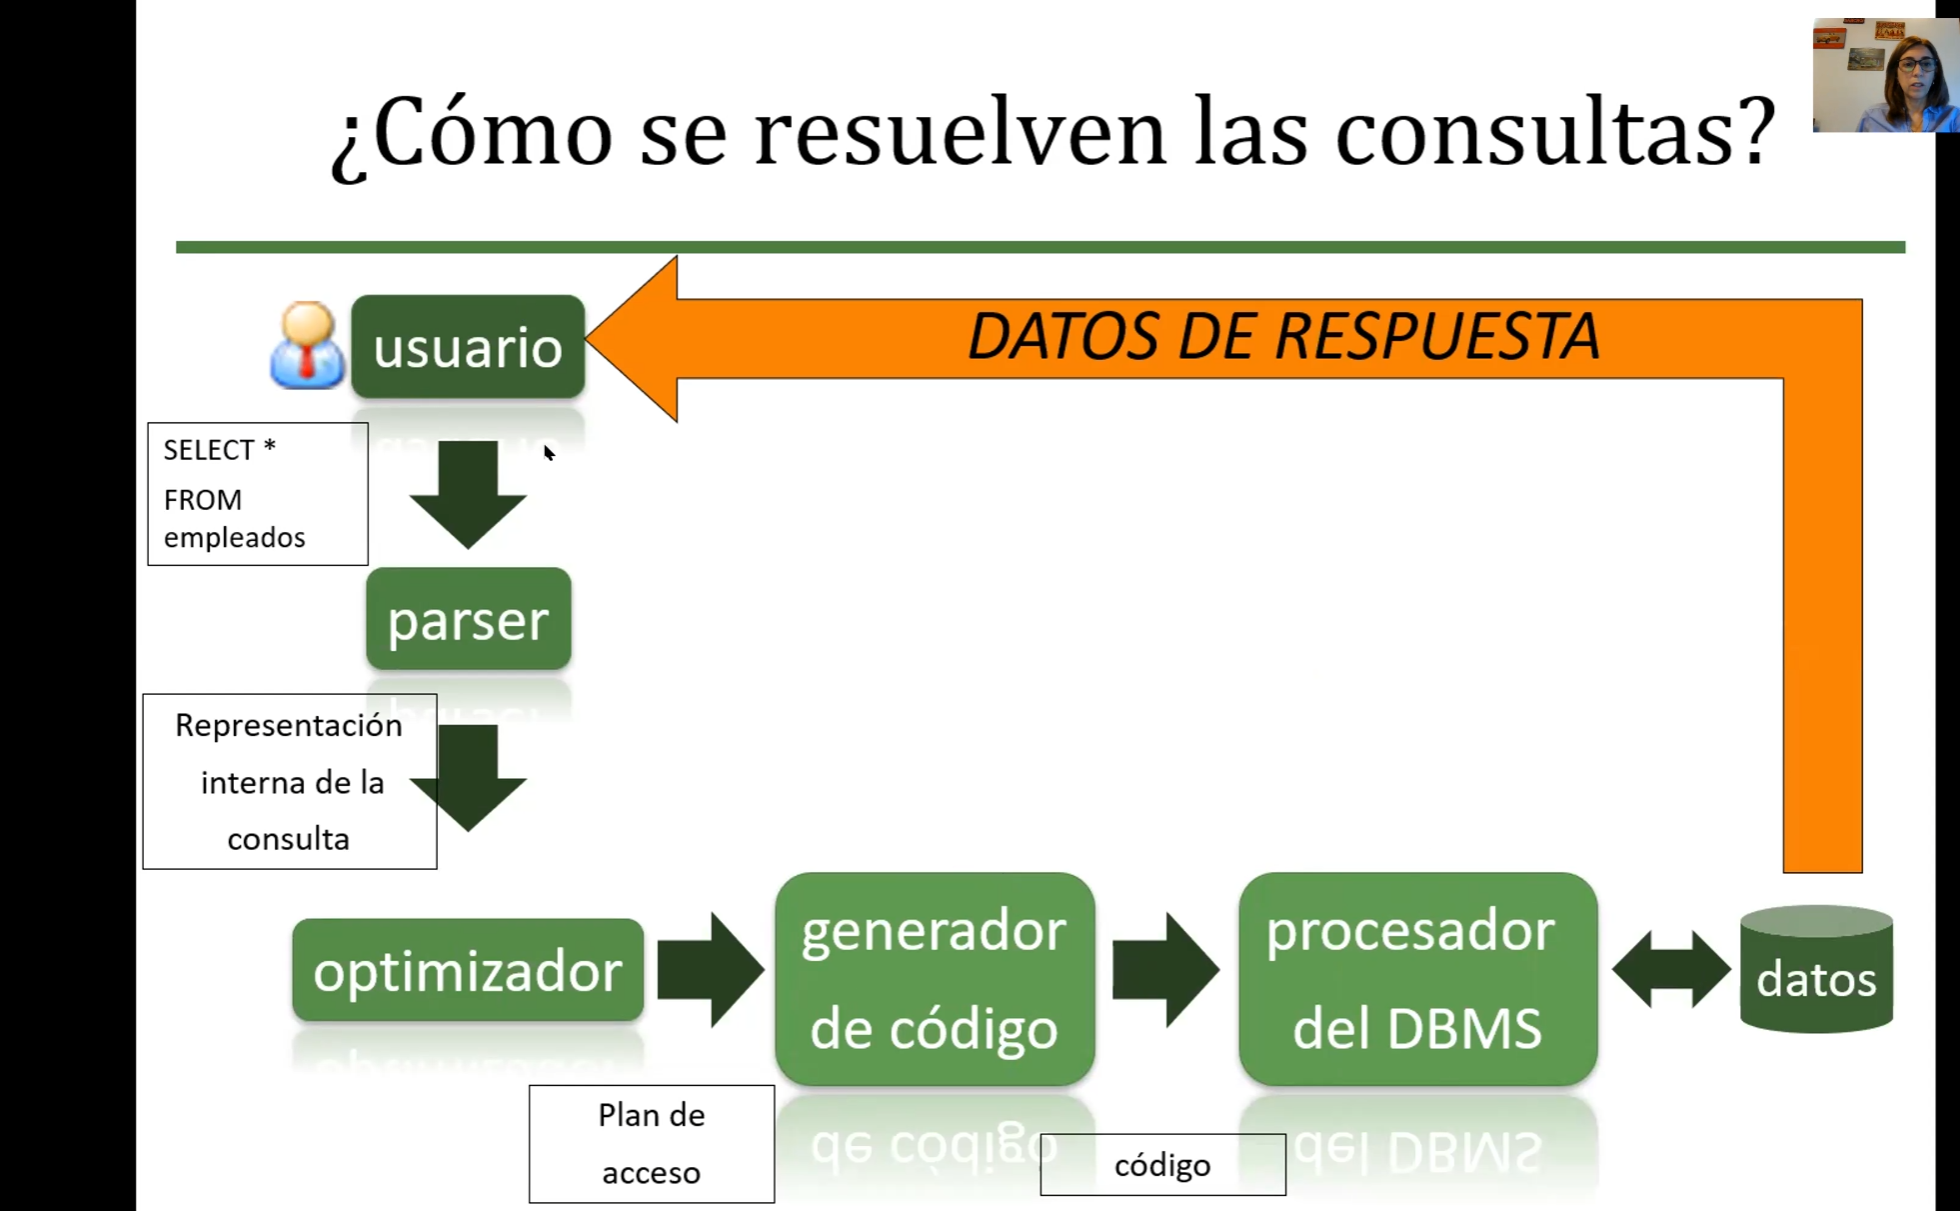 ¿Cómo se resuelven las consultas?
usuario
DATOS DE RESPUESTA
SELECT *
FROM
empleados
parser
Representación
interna de la
consulta
optimizador
generador
de código
procesador
del DBMS
datos
Plan de
acceso
código